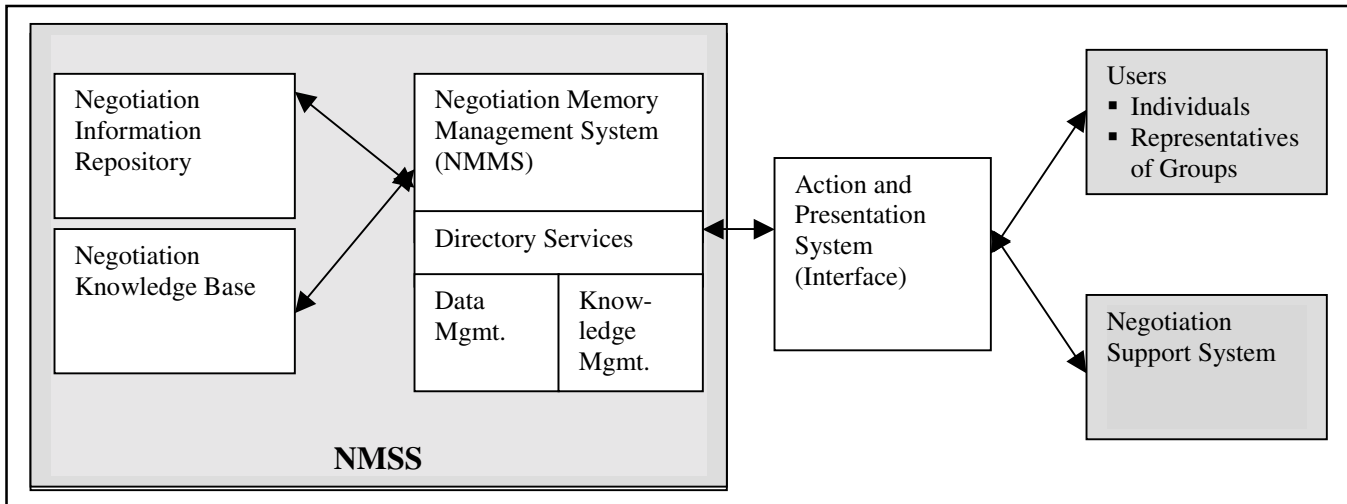 Negotiation
Information
Repository
Negotiation
Knowledge Base
Negotiation Memory
Management System
(NMMS)
Directory Services
Data
Mgmt.
Know-
ledge
Mgmt.
NMSS
Action and
Presentation
System
(Interface)
Users
▪ Individuals
▪ Representatives
of Groups
Negotiation
Support System